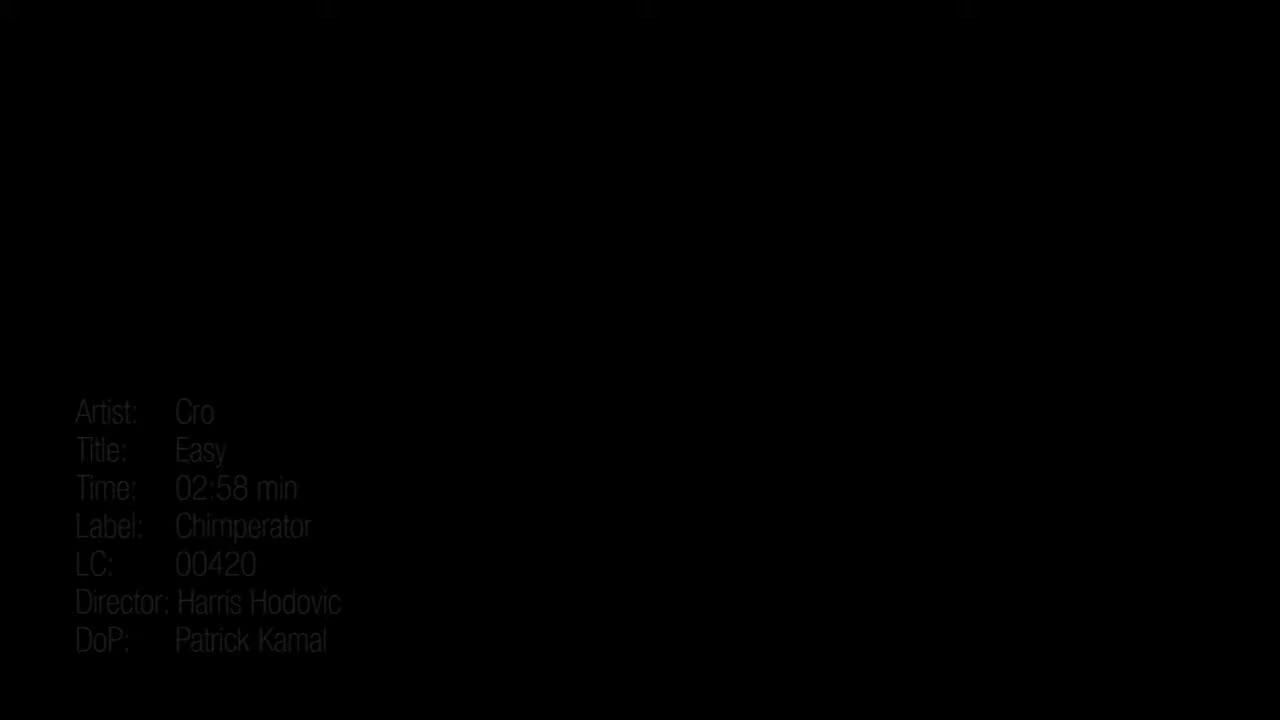 Artist: Cro
Title: Easy
Time: 02:58 min
Label: Chimperator
LC: 00420
Director: Harris Hodovic
DoP: Patrick Kamal